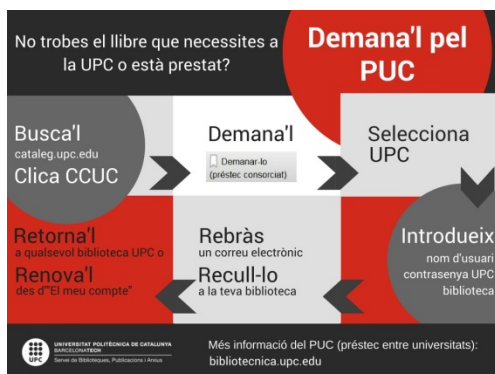 No trobes el llibre que necessites a
la UPC o està prestat?
Demana'l pel
PUC
Busca'l
cataleg.upc.edu
Clica CCUC
Demana'l
Demanar-lo
(préstec consorciat)
Selecciona
UPC
Introdueix
nom d'usuari
contrasenya UPC
biblioteca
Rebràs
un correu electrònic
Recull-lo
a la teva biblioteca
Retorna'l
a qualsevol biblioteca UPC o
Renova'l
des d'"El meu compte"
UPC
UNIVERSITAT POLITÈCNICA DE CATALUNYA
BARCELONATECH
Servei de Biblioteques, Publicacions i Arxius
Més informació del PUC (préstec entre universitats):
bibliotecnica.upc.edu